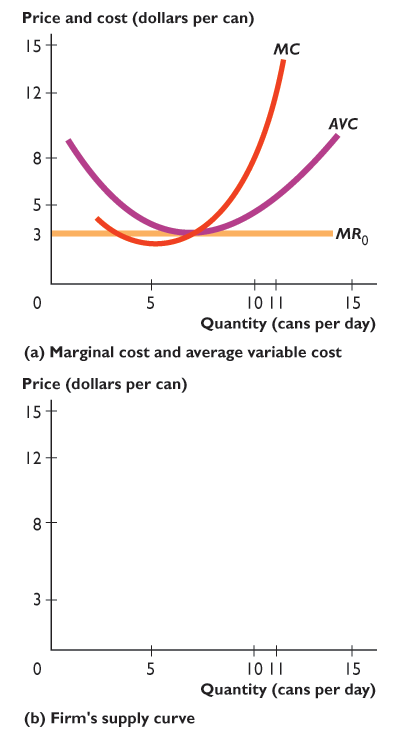 Price and cost (dollars per can)
15
MC
12
AVC
8
5
3
MR0
0
5
10 11
15
Quantity (cans per day)
(a) Marginal cost and average variable cost
Price (dollars per can)
15
12
8
3
0
5
10 11
15
Quantity (cans per day)
(b) Firm's supply curve